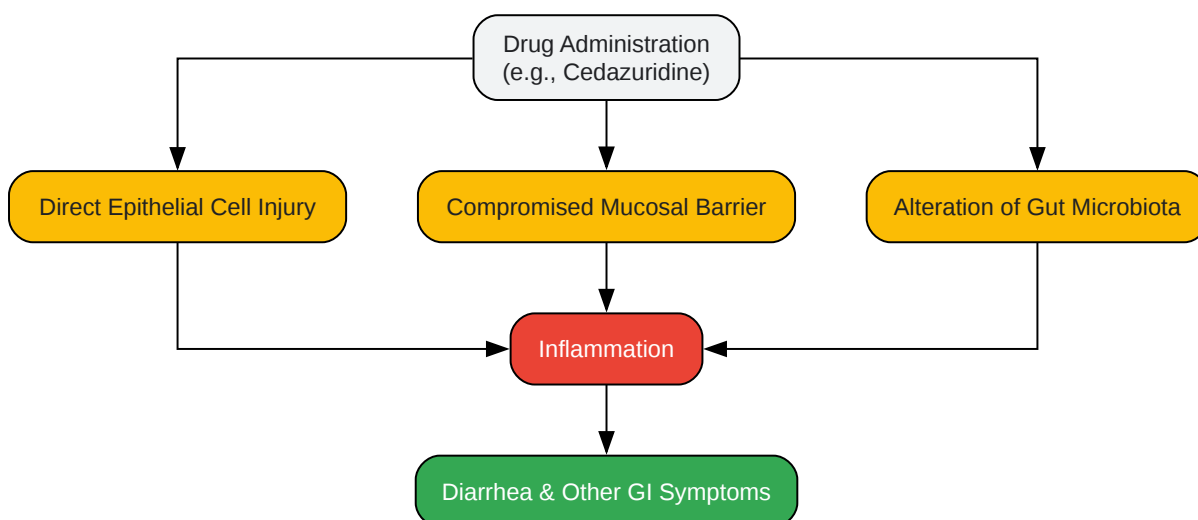 Drug Administration
(e.g., Cedazuridine)
Direct Epithelial Cell Injury
Compromised Mucosal Barrier
Alteration of Gut Microbiota
Inflammation
Diarrhea & Other GI Symptoms